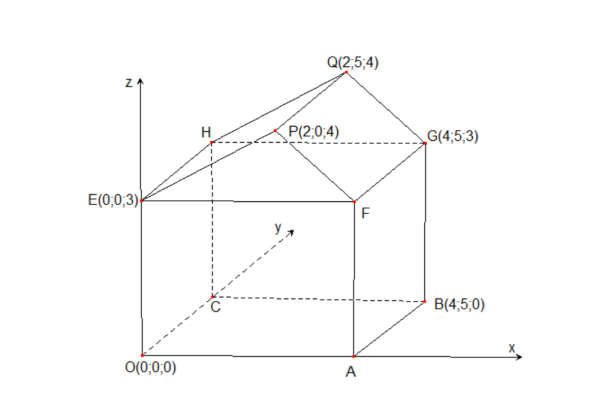 Q(2;5;4)
z
H
P(2;0;4)
G(4;5;3)
E(0;0;3)
F
y
C
B(4;5;0)
x
O(0;0;0)
A